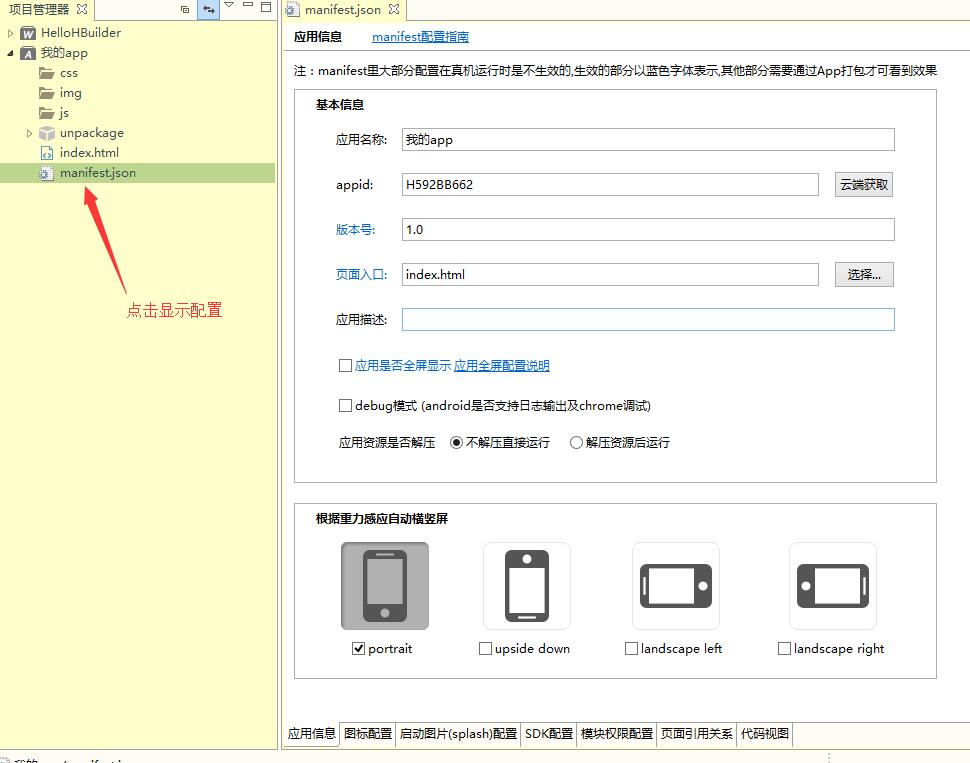 项目管理器
HelloHBuilder
我的app
css
img
js
unpackage
index.html
manifest.json
点击显示配置
manifest.json
应用信息 manifest配置指南
注：manifest里大部分配置在真机运行时是不生效的,生效的部分以蓝色字体表示,其他部分需要通过App打包才可看到效果
基本信息
应用名称: 我的app
appid: H592BB662 云端获取
版本号: 1.0
页面入口: index.html 选择...
应用描述:
应用是否全屏显示 应用全屏配置说明
debug模式 (android是否支持日志输出及chrome调试)
应用资源是否解压 不解压直接运行 解压资源后运行
根据重力感应自动横竖屏
portrait upside down landscape left landscape right
应用信息 图标配置 启动图片(splash)配置 SDK配置 模块权限配置 页面引用关系 代码视图